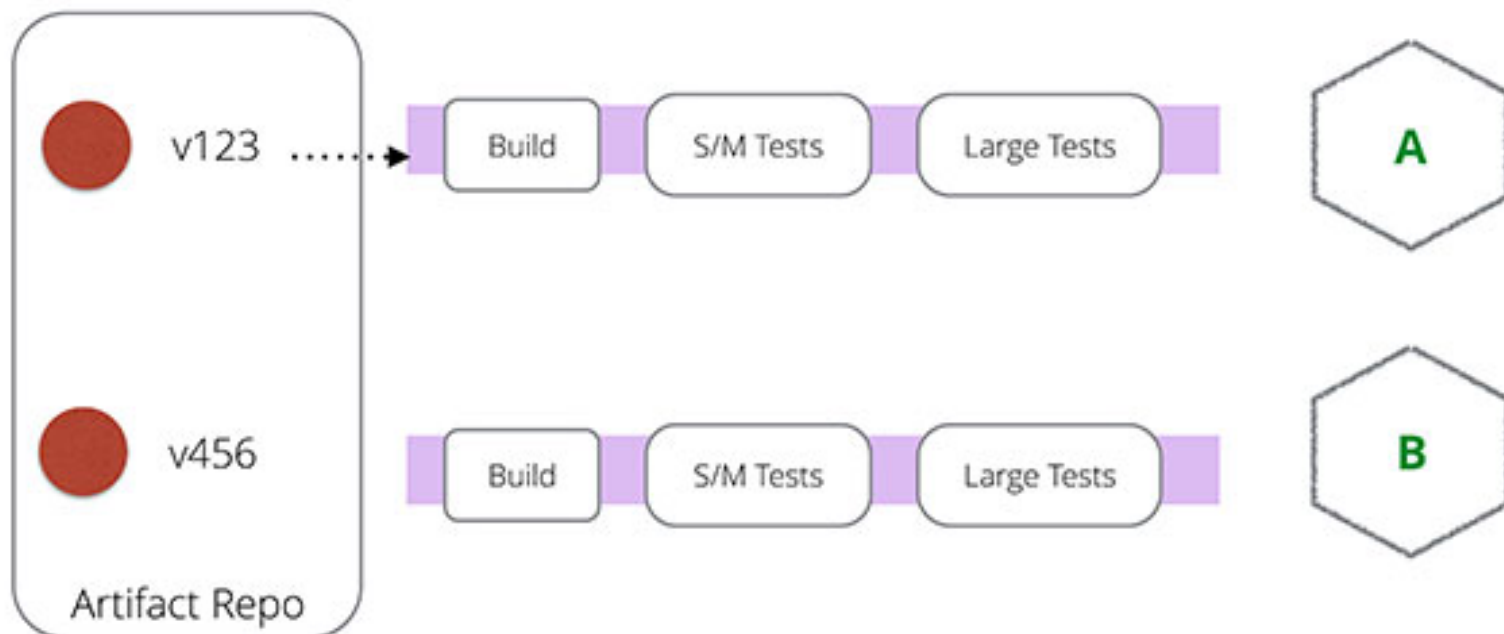 v123
Build
S/M Tests
Large Tests
A
v456
Build
S/M Tests
Large Tests
B
Artifact Repo